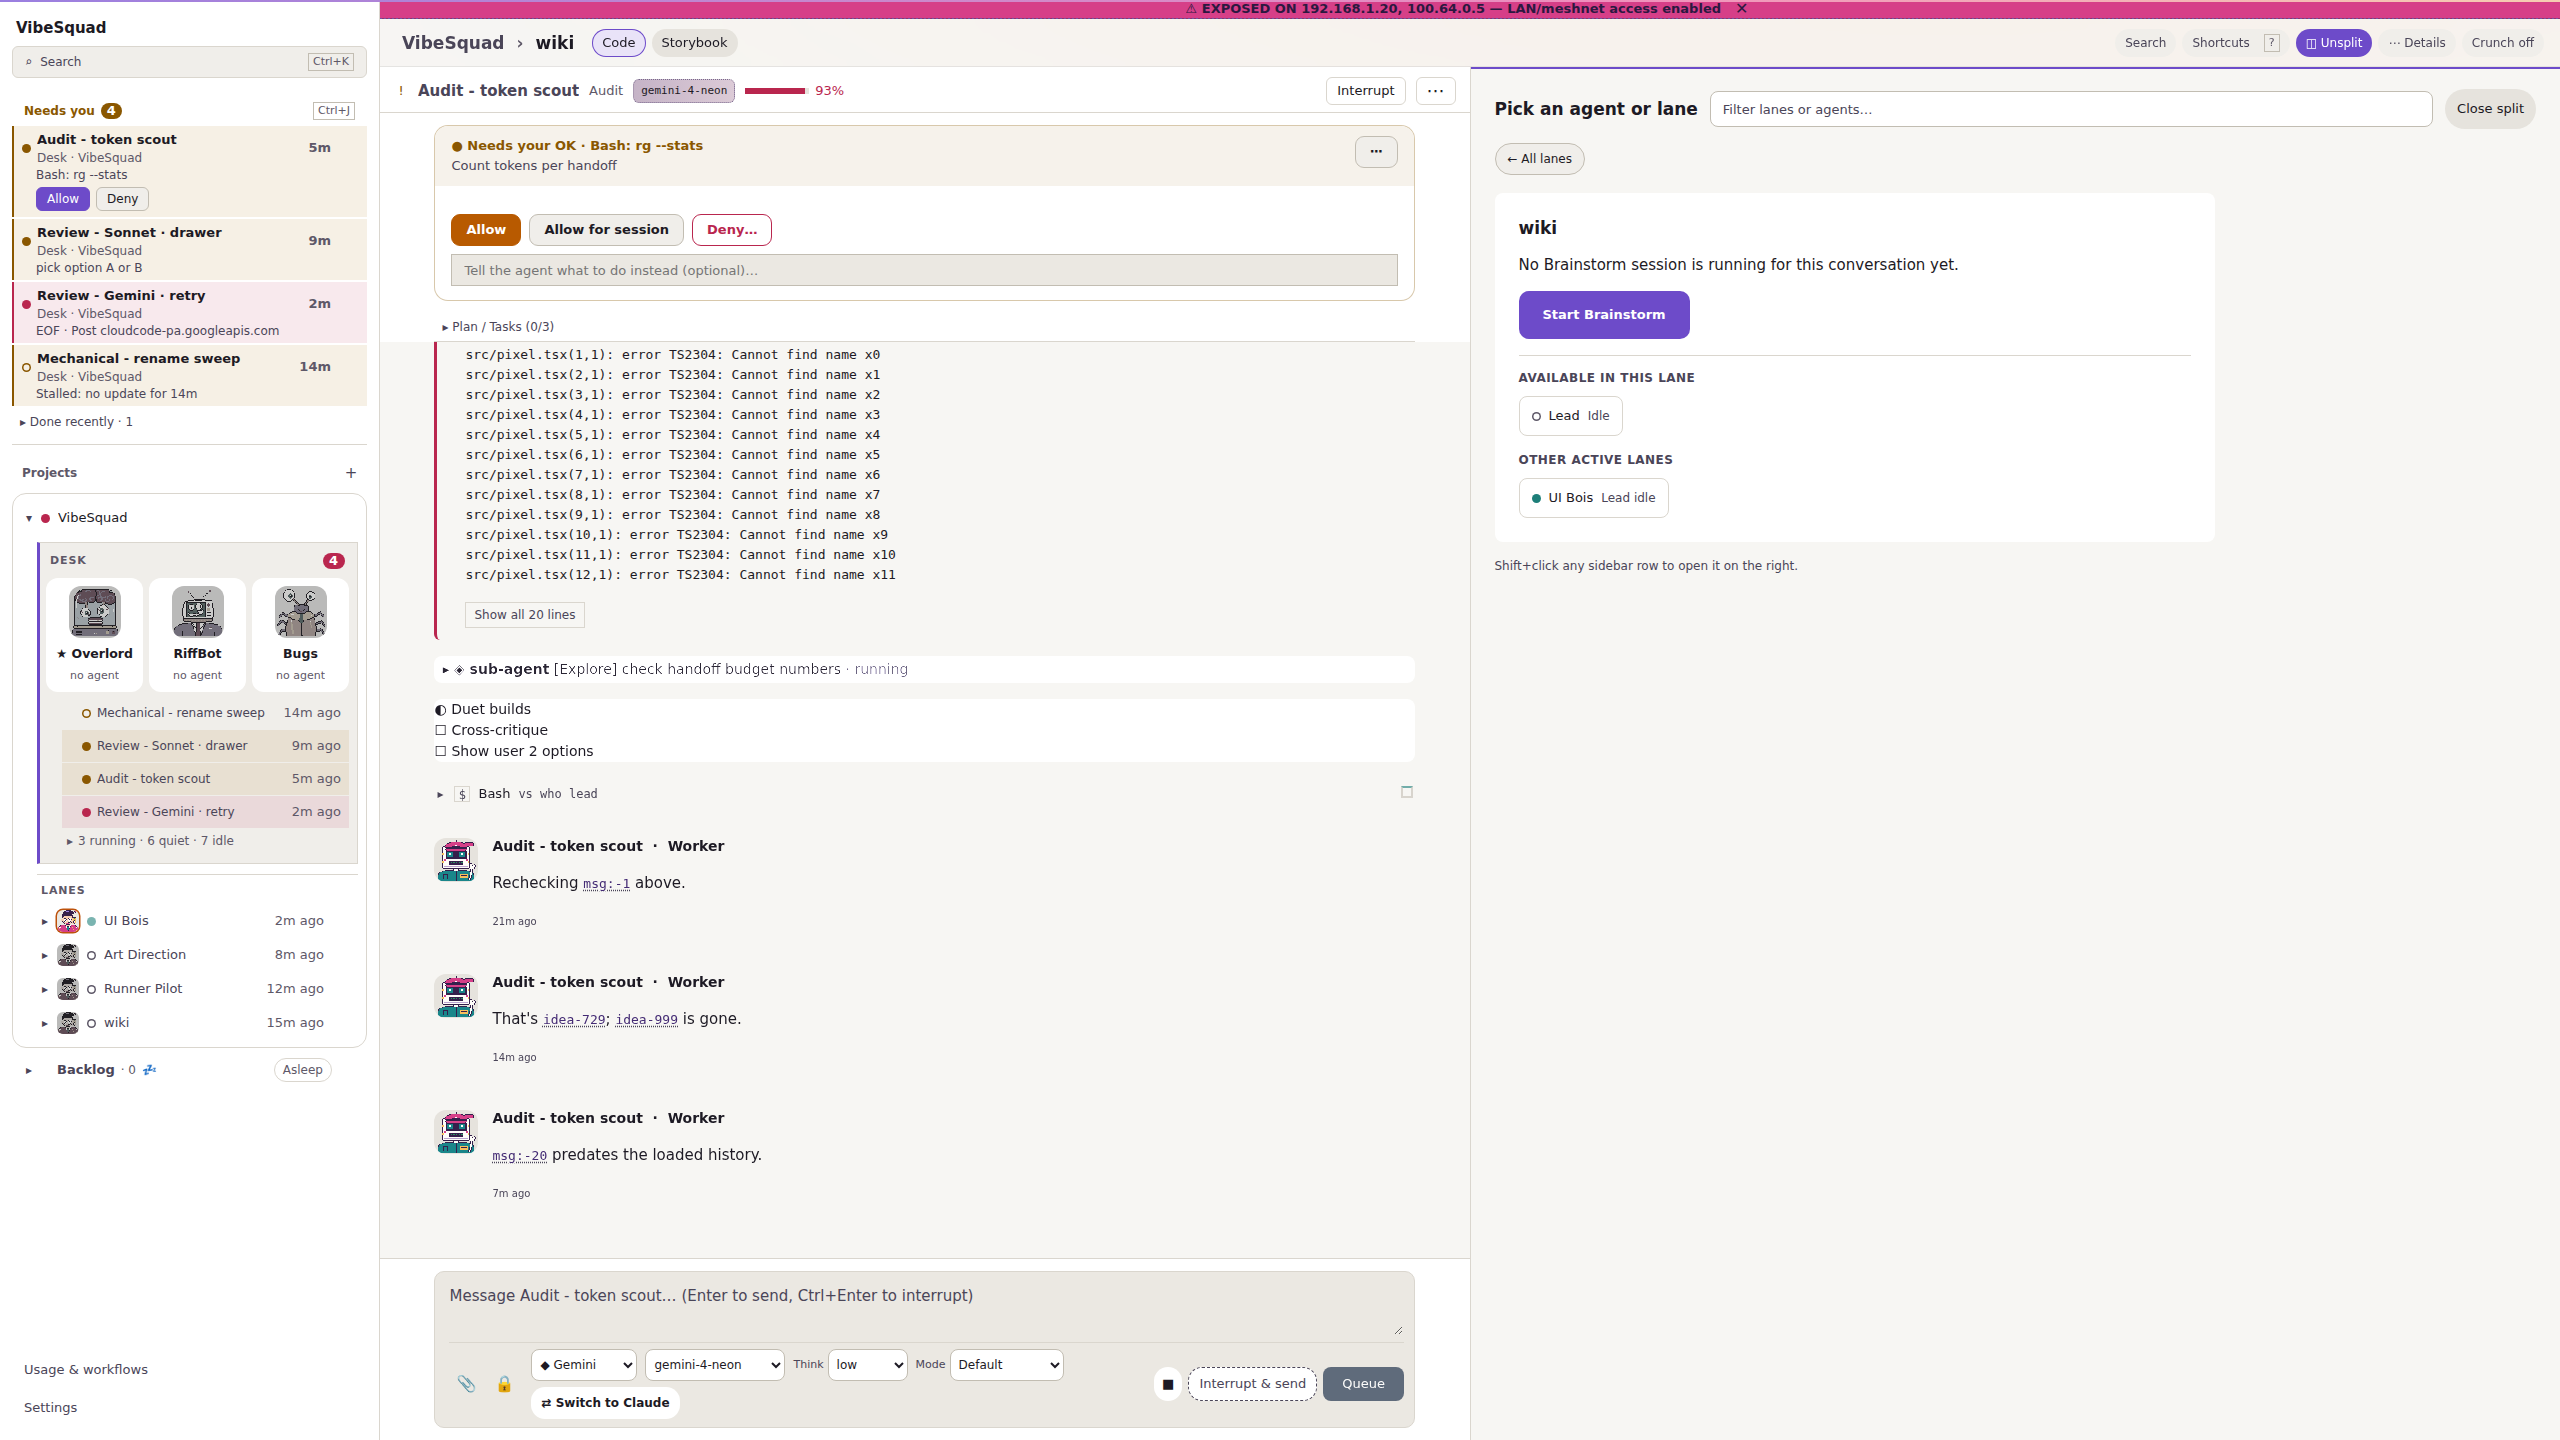 VibeSquad
Search Ctrl+K
Needs you 4 Ctrl+J
Audit - token scout 5m
Desk · VibeSquad
Bash: rg --stats
Allow Deny
Review - Sonnet · drawer 9m
Desk · VibeSquad
pick option A or B
Review - Gemini · retry 2m
Desk · VibeSquad
EOF · Post cloudcode-pa.googleapis.com
Mechanical - rename sweep 14m
Desk · VibeSquad
Stalled: no update for 14m
▸ Done recently · 1
Projects +
▾ VibeSquad
DESK 4
★ Overlord RiffBot Bugs
no agent no agent no agent
Mechanical - rename sweep 14m ago
Review - Sonnet · drawer 9m ago
Audit - token scout 5m ago
Review - Gemini · retry 2m ago
▸ 3 running · 6 quiet · 7 idle
LANES
▸ UI Bois 2m ago
▸ Art Direction 8m ago
▸ Runner Pilot 12m ago
▸ wiki 15m ago
▸ Backlog · 0 💤 Asleep
Usage & workflows
Settings
⚠ EXPOSED ON 192.168.1.20, 100.64.0.5 — LAN/meshnet access enabled ✕
VibeSquad › wiki Code Storybook
Search Shortcuts ? ◫ Unsplit ··· Details Crunch off
! Audit - token scout Audit gemini-4-neon 93% Interrupt ···
● Needs your OK · Bash: rg --stats ···
Count tokens per handoff
Allow Allow for session Deny…
Tell the agent what to do instead (optional)…
▸ Plan / Tasks (0/3)
src/pixel.tsx(1,1): error TS2304: Cannot find name x0
src/pixel.tsx(2,1): error TS2304: Cannot find name x1
src/pixel.tsx(3,1): error TS2304: Cannot find name x2
src/pixel.tsx(4,1): error TS2304: Cannot find name x3
src/pixel.tsx(5,1): error TS2304: Cannot find name x4
src/pixel.tsx(6,1): error TS2304: Cannot find name x5
src/pixel.tsx(7,1): error TS2304: Cannot find name x6
src/pixel.tsx(8,1): error TS2304: Cannot find name x7
src/pixel.tsx(9,1): error TS2304: Cannot find name x8
src/pixel.tsx(10,1): error TS2304: Cannot find name x9
src/pixel.tsx(11,1): error TS2304: Cannot find name x10
src/pixel.tsx(12,1): error TS2304: Cannot find name x11
Show all 20 lines
▸ ◈ sub-agent [Explore] check handoff budget numbers · running
◐ Duet builds
☐ Cross-critique
☐ Show user 2 options
▸ $ Bash vs who lead
Audit - token scout · Worker
Rechecking msg:-1 above.
21m ago
Audit - token scout · Worker
That's idea-729; idea-999 is gone.
14m ago
Audit - token scout · Worker
msg:-20 predates the loaded history.
7m ago
Message Audit - token scout… (Enter to send, Ctrl+Enter to interrupt)
📎 🔒 ◆ Gemini gemini-4-neon Think low Mode Default
⇄ Switch to Claude
■ Interrupt & send Queue
Pick an agent or lane Filter lanes or agents… Close split
← All lanes
wiki
No Brainstorm session is running for this conversation yet.
Start Brainstorm
AVAILABLE IN THIS LANE
Lead Idle
OTHER ACTIVE LANES
UI Bois Lead idle
Shift+click any sidebar row to open it on the right.